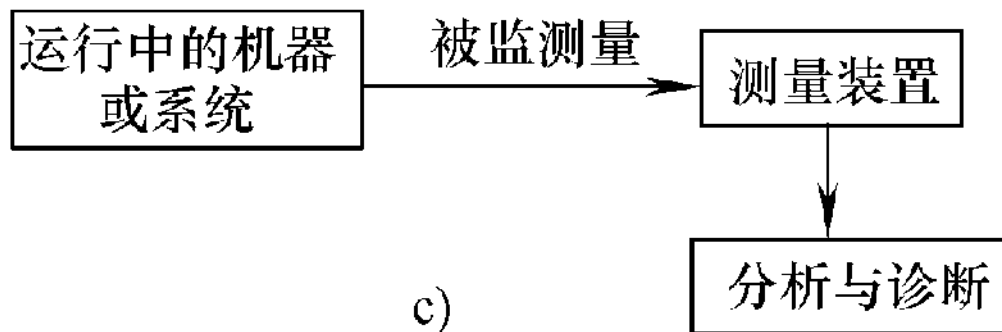 运行中的机器
或系统
被监测量
测量装置
分析与诊断
c)